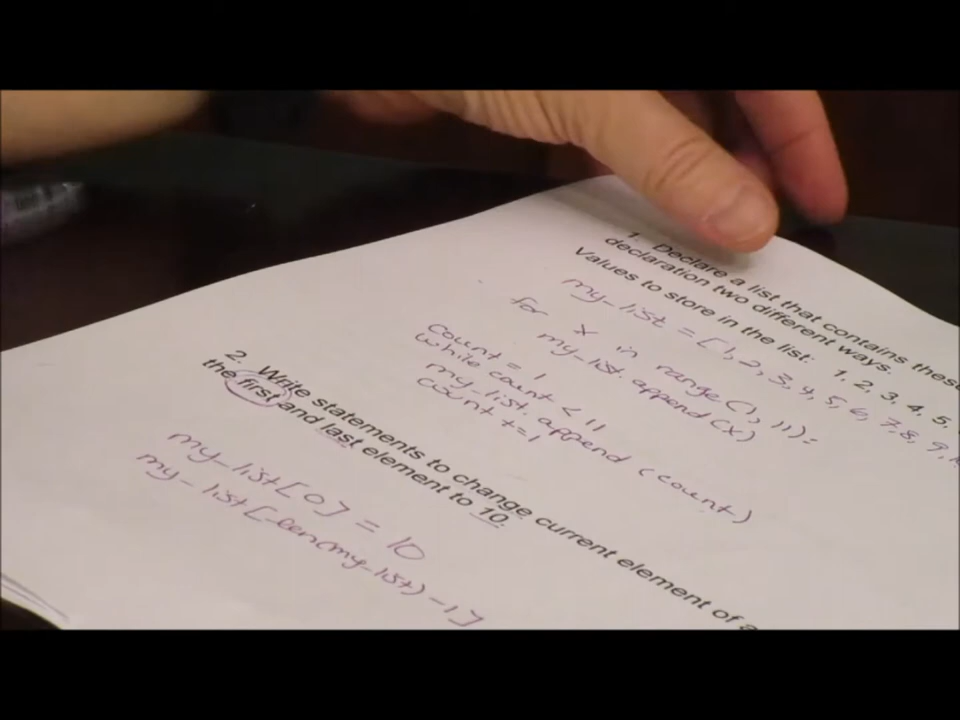 1. Declare a list that contains these
declaration two different ways.
Values to store in the list: 1, 2, 3, 4, 5,
my_list = [1, 2, 3, 4, 5, 6, 7, 8, 9,
for x in range(1, 11):
my_list.append(x)
Count = 1
while count < 11
my_list.append(count)
count += 1
2. Write statements to change current element of a
the first and last element to 10.
my_list[0] = 10
my_list[len(my_list) - 1]